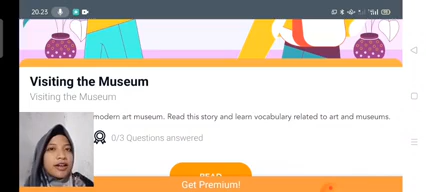 20.23
Visiting the Museum
Visiting the Museum
modern art museum. Read this story and learn vocabulary related to art and museums.
0/3 Questions answered
READ
Get Premium!